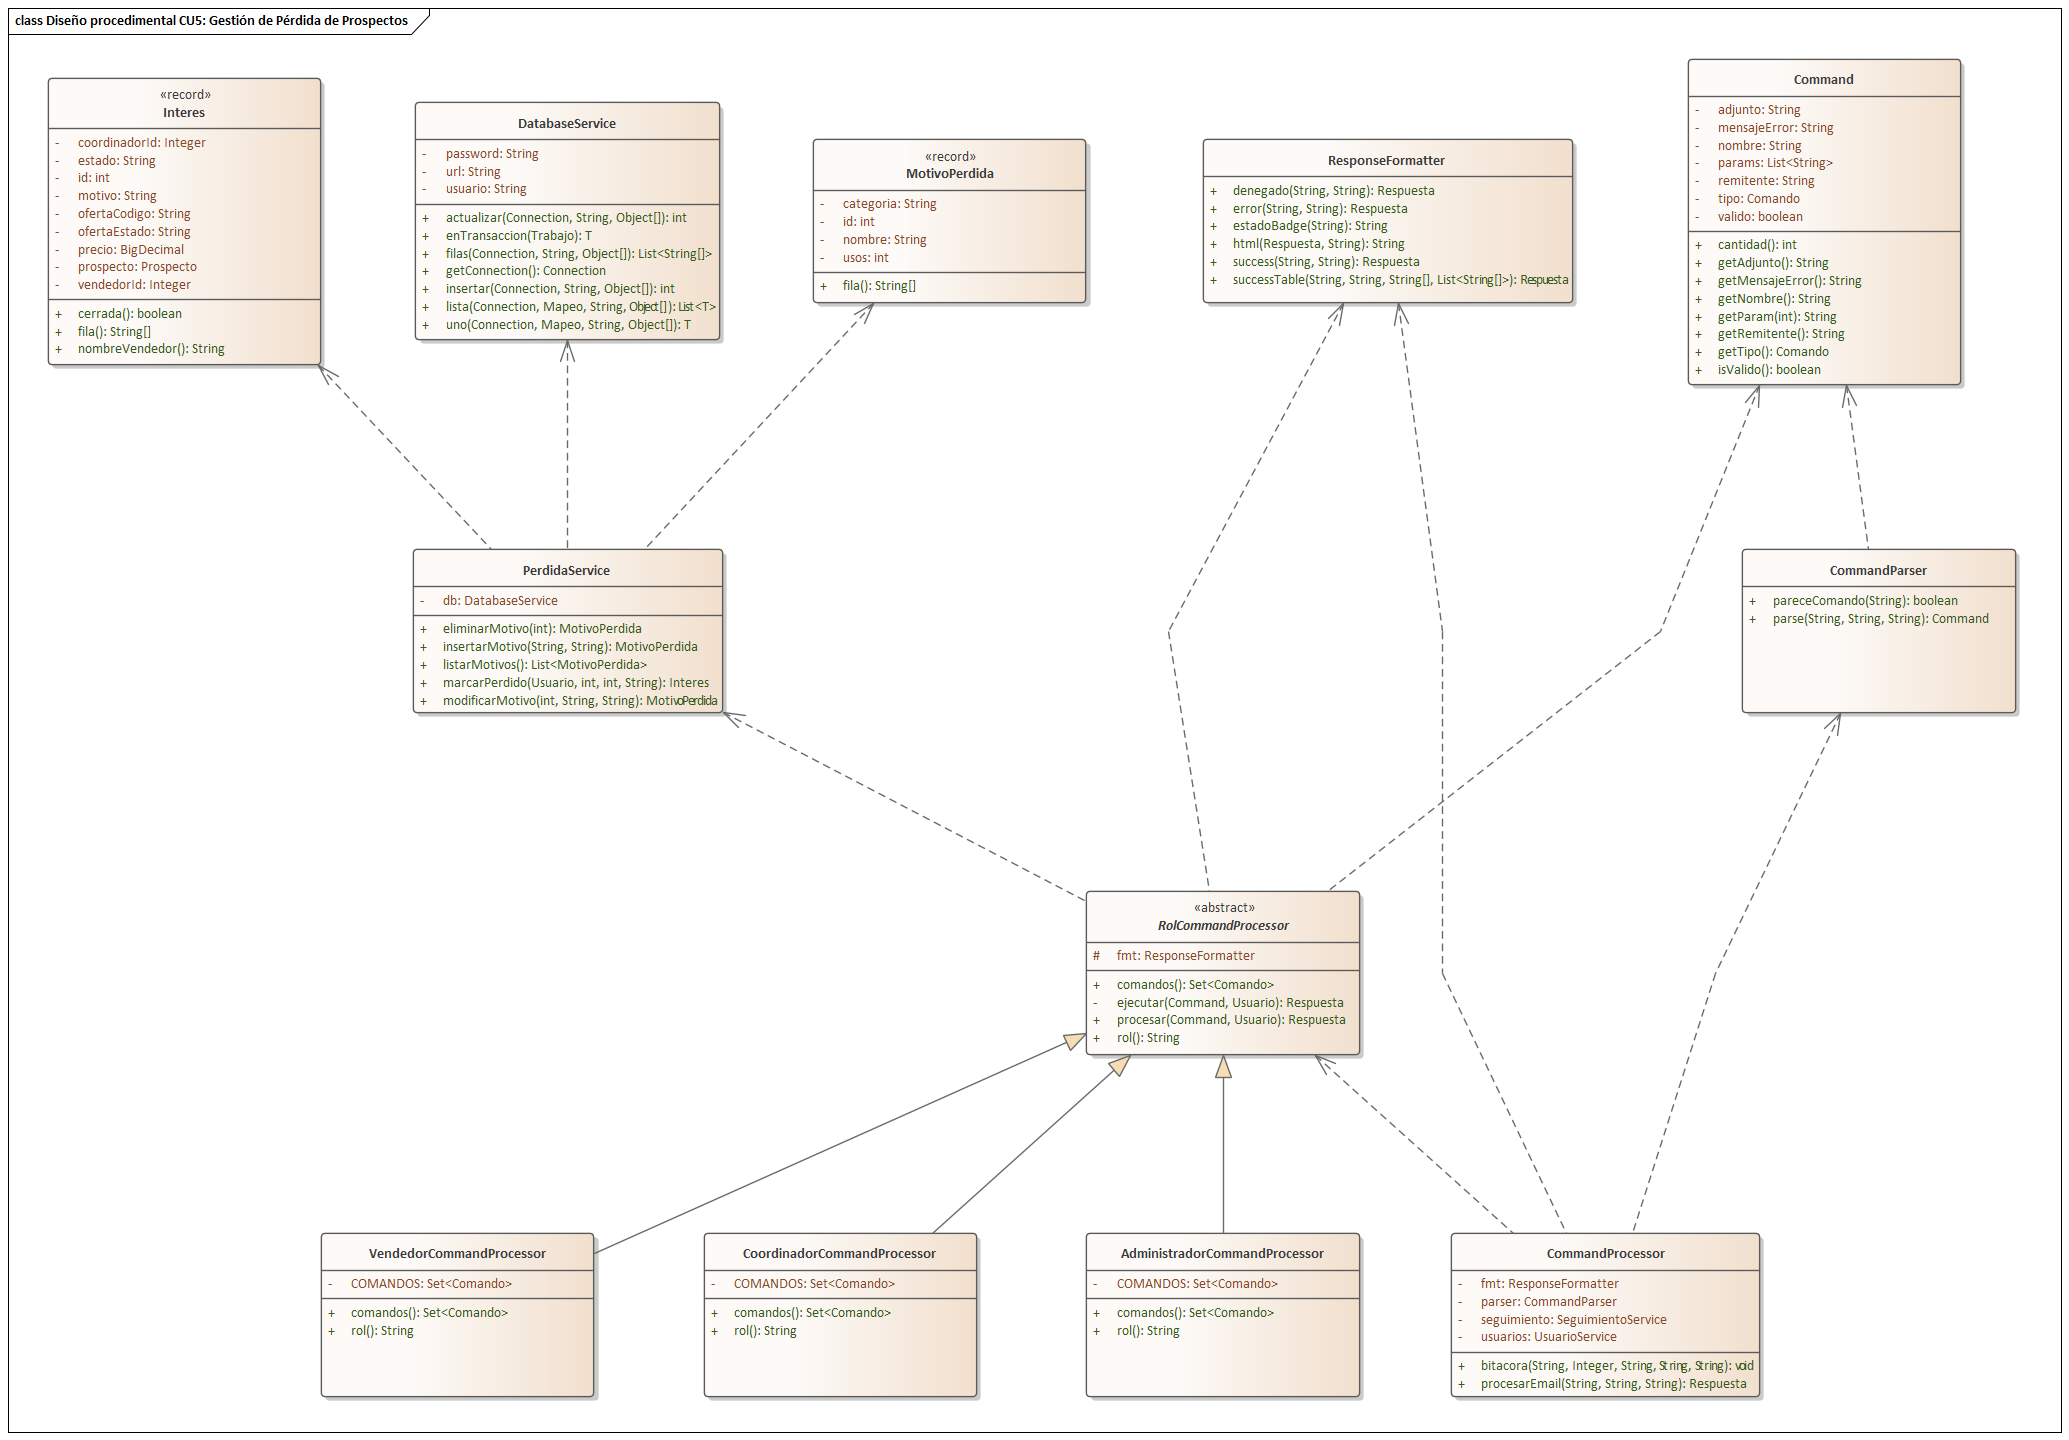 class Diseño procedimental CU5: Gestión de Pérdida de Prospectos
«record»
Interes
- coordinadorId: Integer
- estado: String
- id: int
- motivo: String
- ofertaCodigo: String
- ofertaEstado: String
- precio: BigDecimal
- prospecto: Prospecto
- vendedorId: Integer
+ cerrada(): boolean
+ fila(): String[]
+ nombreVendedor(): String
DatabaseService
- password: String
- url: String
- usuario: String
+ actualizar(Connection, String, Object[]): int
+ enTransaccion(Trabajo): T
+ filas(Connection, String, Object[]): List<String[]>
+ getConnection(): Connection
+ insertar(Connection, String, Object[]): int
+ lista(Connection, Mapeo, String, Object[]): List<T>
+ uno(Connection, Mapeo, String, Object[]): T
«record»
MotivoPerdida
- categoria: String
- id: int
- nombre: String
- usos: int
+ fila(): String[]
ResponseFormatter
+ denegado(String, String): Respuesta
+ error(String, String): Respuesta
+ estadoBadge(String): String
+ html(Respuesta, String): String
+ success(String, String): Respuesta
+ successTable(String, String, String[], List<String[]>): Respuesta
Command
- adjunto: String
- mensajeError: String
- nombre: String
- params: List<String>
- remitente: String
- tipo: Comando
- valido: boolean
+ cantidad(): int
+ getAdjunto(): String
+ getMensajeError(): String
+ getNombre(): String
+ getParam(int): String
+ getRemitente(): String
+ getTipo(): Comando
+ isValido(): boolean
PerdidaService
- db: DatabaseService
+ eliminarMotivo(int): MotivoPerdida
+ insertarMotivo(String, String): MotivoPerdida
+ listarMotivos(): List<MotivoPerdida>
+ marcarPerdido(Usuario, int, int, String): Interes
+ modificarMotivo(int, String, String): MotivoPerdida
CommandParser
+ pareceComando(String): boolean
+ parse(String, String, String): Command
«abstract»
RolCommandProcessor
# fmt: ResponseFormatter
+ comandos(): Set<Comando>
- ejecutar(Command, Usuario): Respuesta
+ procesar(Command, Usuario): Respuesta
+ rol(): String
VendedorCommandProcessor
- COMANDOS: Set<Comando>
+ comandos(): Set<Comando>
+ rol(): String
CoordinadorCommandProcessor
- COMANDOS: Set<Comando>
+ comandos(): Set<Comando>
+ rol(): String
AdministradorCommandProcessor
- COMANDOS: Set<Comando>
+ comandos(): Set<Comando>
+ rol(): String
CommandProcessor
- fmt: ResponseFormatter
- parser: CommandParser
- seguimiento: SeguimientoService
- usuarios: UsuarioService
+ bitacora(String, Integer, String, String, String): void
+ procesarEmail(String, String, String): Respuesta